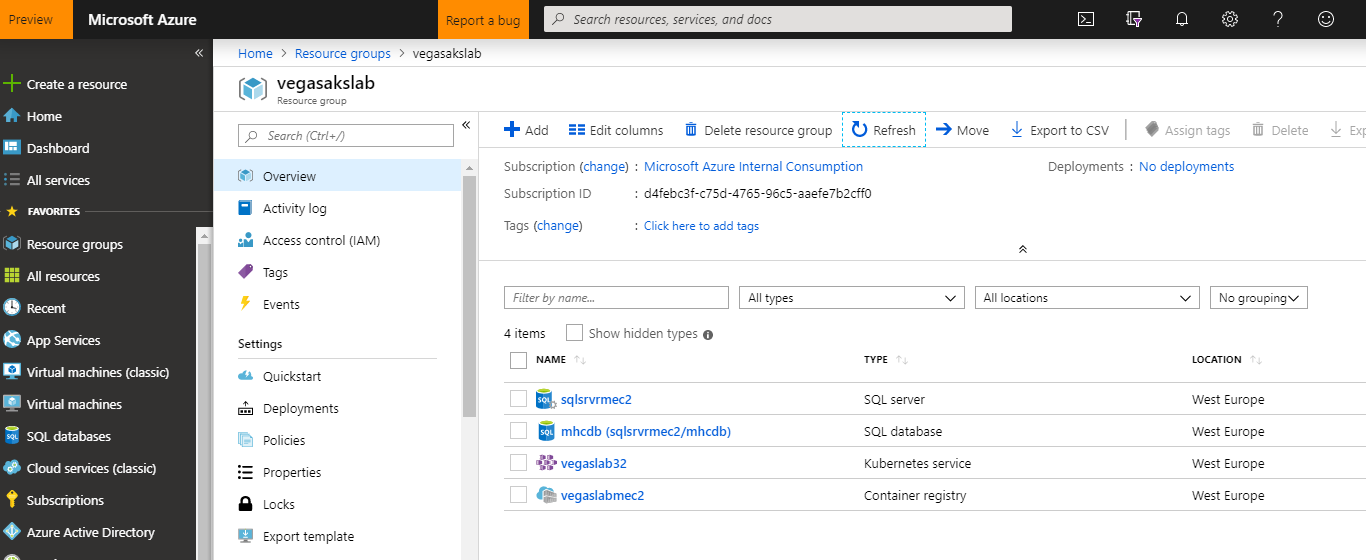 Preview
Microsoft Azure
Report a bug
Search resources, services, and docs
«
Create a resource
Home
Dashboard
All services
FAVORITES
Resource groups
All resources
Recent
App Services
Virtual machines (classic)
Virtual machines
SQL databases
Cloud services (classic)
Subscriptions
Azure Active Directory
Home > Resource groups > vegasakslab
vegasakslab
Resource group
Search (Ctrl+/)
«
Overview
Activity log
Access control (IAM)
Tags
Events
Settings
Quickstart
Deployments
Policies
Properties
Locks
Export template
Add Edit columns Delete resource group Refresh Move Export to CSV Assign tags Delete
Subscription (change) : Microsoft Azure Internal Consumption Deployments : No deployments
Subscription ID : d4febc3f-c75d-4765-96c5-aaefe7b2cff0
Tags (change) : Click here to add tags
Filter by name... All types All locations No grouping
4 items Show hidden types
NAME TYPE LOCATION
sqlsrvrmec2 SQL server West Europe
mhcdb (sqlsrvrmec2/mhcdb) SQL database West Europe
vegaslab32 Kubernetes service West Europe
vegaslabmec2 Container registry West Europe